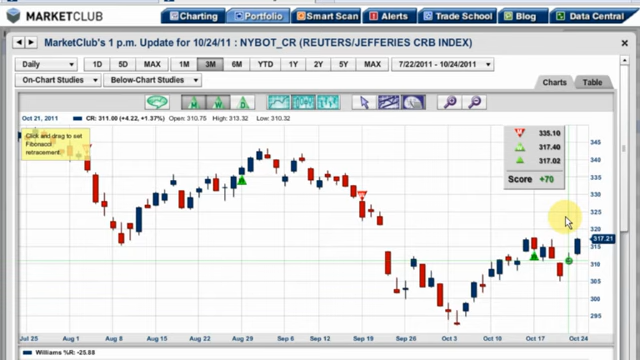 MARKETCLUB Charting Portfolio Smart Scan Alerts Trade School Blog Data Central
MarketClub's 1 p.m. Update for 10/24/11 : NYBOT_CR (REUTERS/JEFFERIES CRB INDEX)
Daily 1D 5D MAX 1M 3M 6M YTD 1Y 2Y 5Y MAX 7/22/2011 - 10/24/2011
On-Chart Studies Below-Chart Studies
Charts Table
M W D
Oct 21, 2011 CR: 311.00 (+4.22, +1.37%) Open: 310.75 High: 313.32 Low: 310.32
Click and drag to set
Fibonacci
retracement.
M 335.10
317.40
317.02
Score +70
345
340
335
330
325
320
317.21
315
310
305
300
295
Jul 25 Aug 1 Aug 8 Aug 15 Aug 22 Aug 29 Sep 6 Sep 12 Sep 19 Sep 26 Oct 3 Oct 10 Oct 17 Oct 24
Williams %R: -25.88